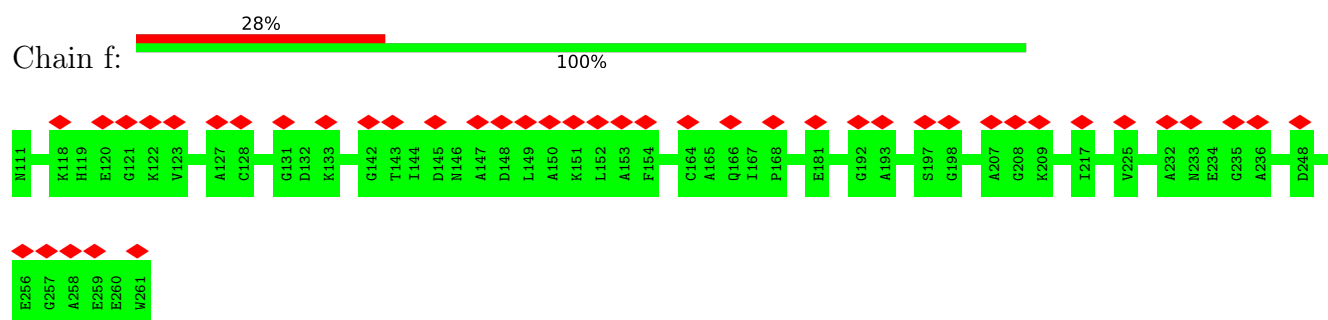 28%
Chain f:
100%
N111 K118 H119 E120 G121 K122 V123 A127 C128 G131 D132 K133 G142 T143 I144 D145 N146 A147 D148 L149 A150 K151 L152 A153 F154 C164 A165 Q166 I167 P168 E181 G192 A193 S197 G198 A207 G208 K209 I217 V225 A232 N233 E234 G235 A236 D248
E256 G257 A258 E259 E260 W261